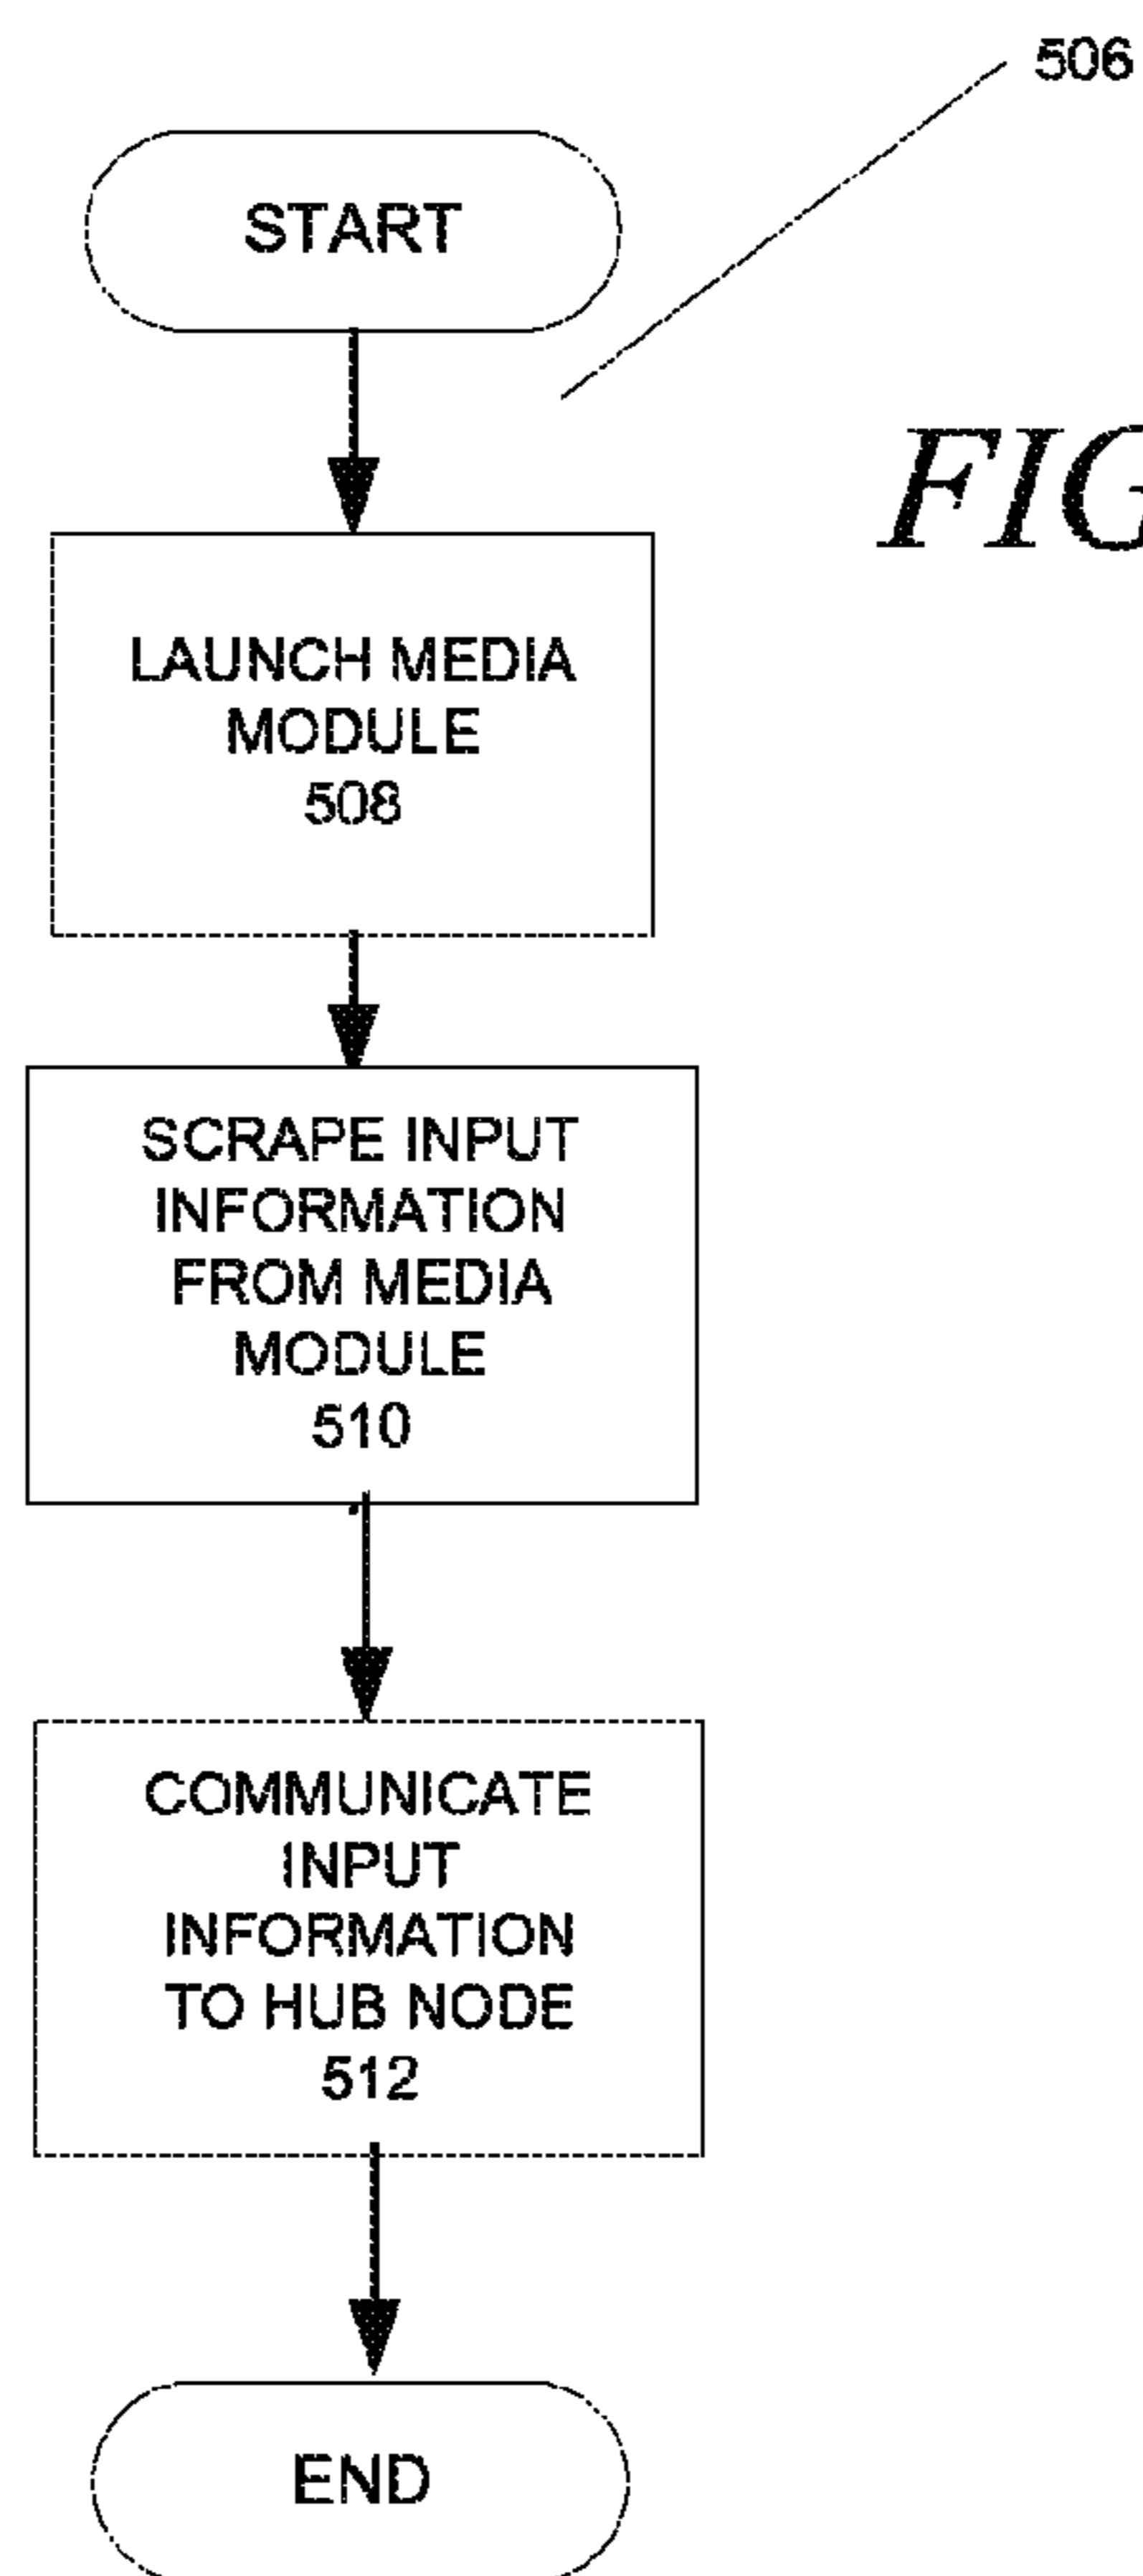 506
START
FIG
LAUNCH MEDIA
MODULE
508
SCRAPE INPUT
INFORMATION
FROM MEDIA
MODULE
510
COMMUNICATE
INPUT
INFORMATION
TO HUB NODE
512
END